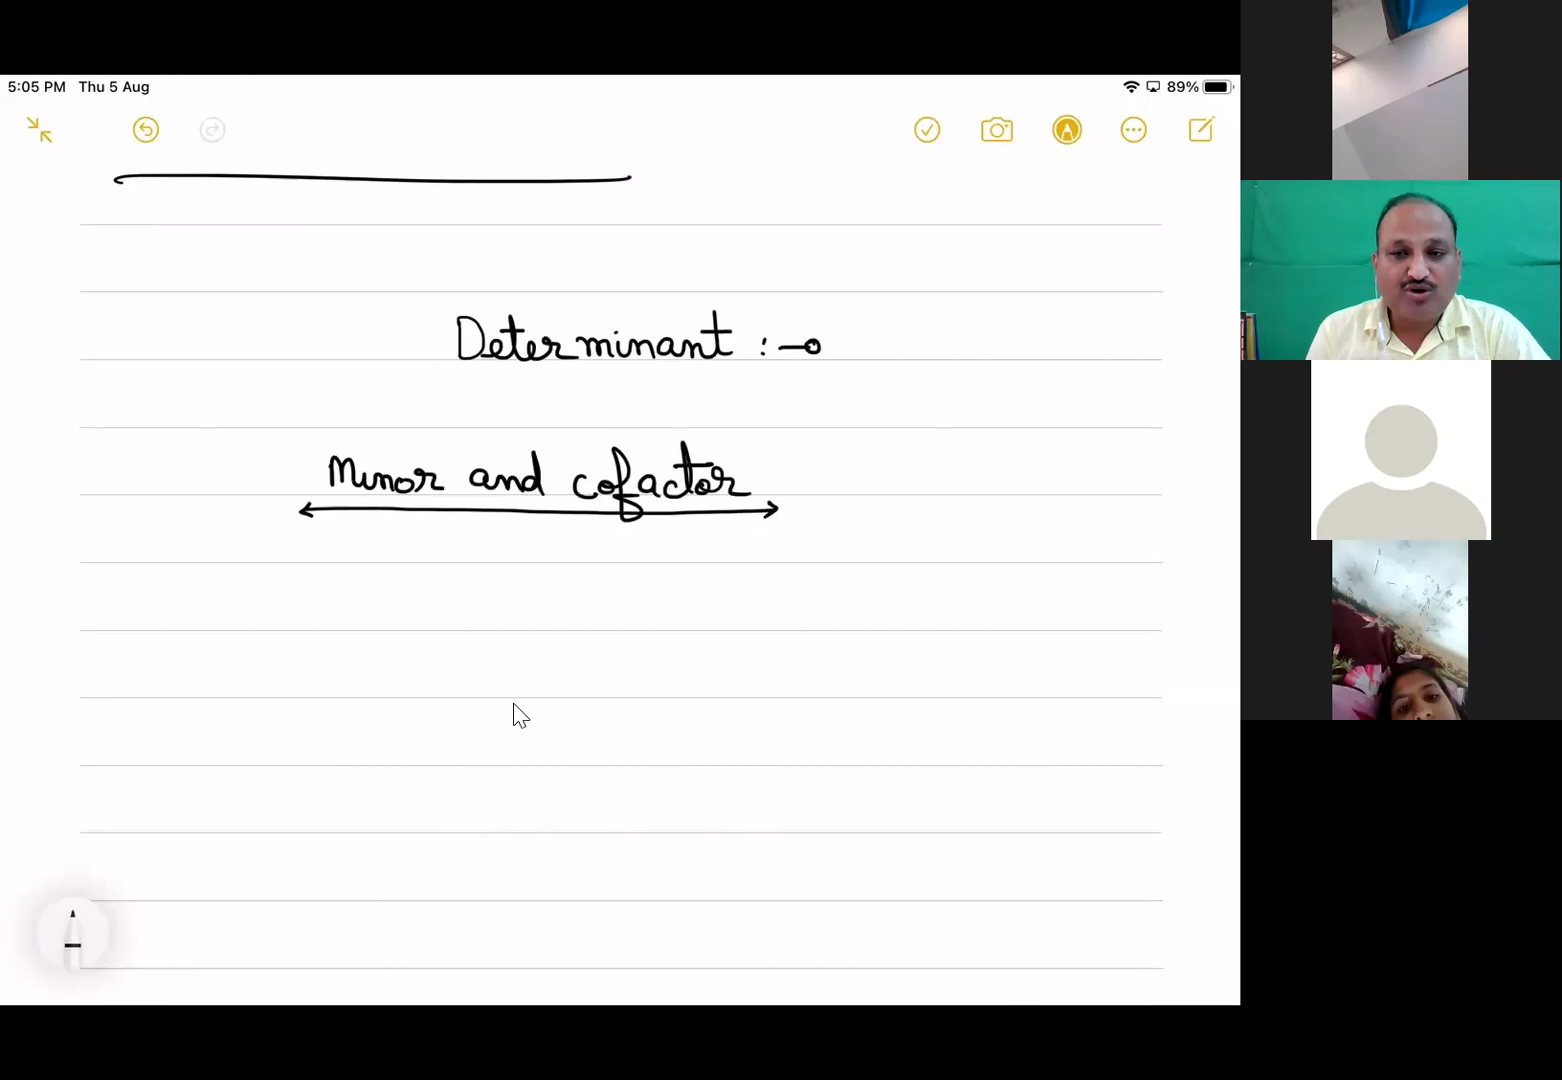 5:05 PM Thu 5 Aug 89%
Determinant :-
Minor and cofactor